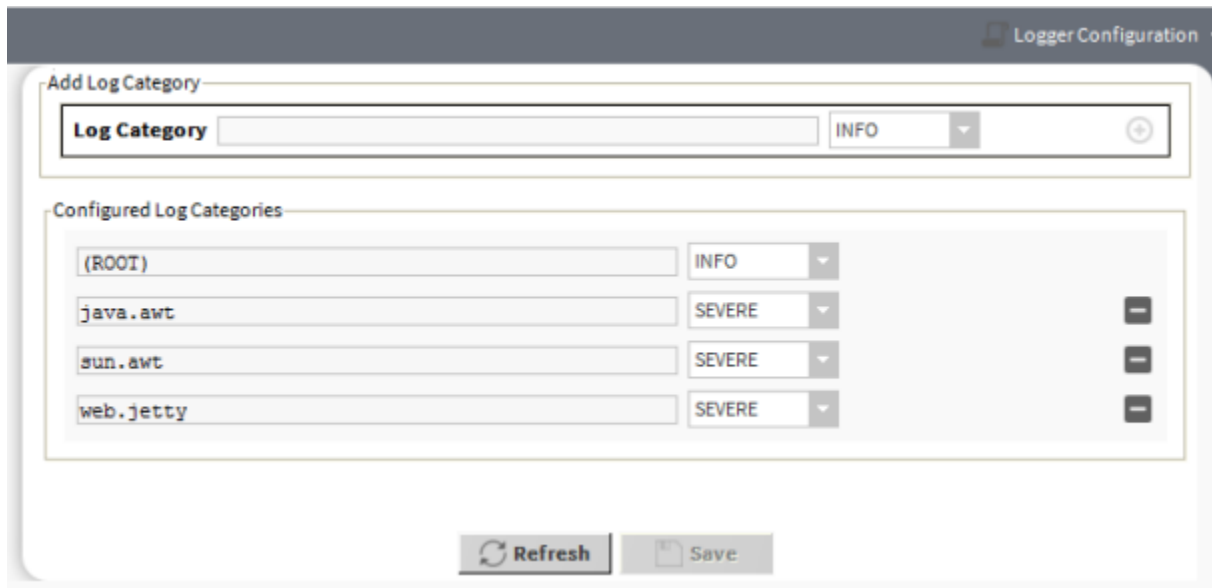 Logger Configuration
Add Log Category
Log Category INFO
Configured Log Categories
(ROOT) INFO
java.awt SEVERE
sun.awt SEVERE
web.jetty SEVERE
Refresh Save